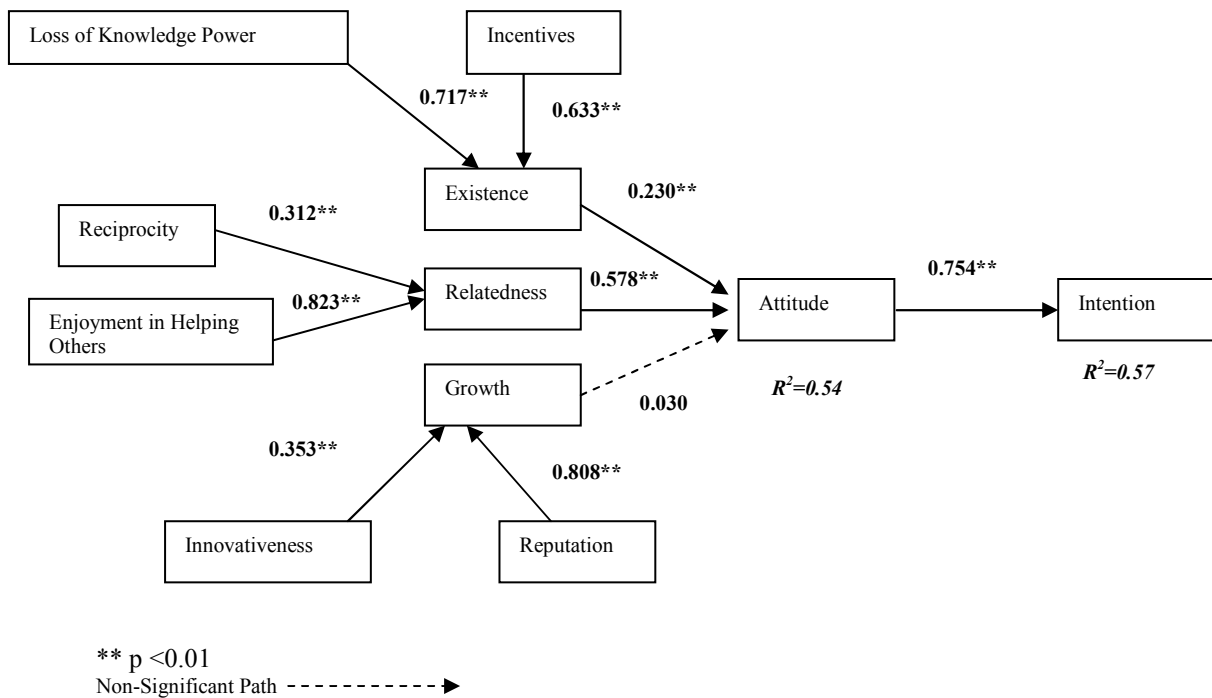 Loss of Knowledge Power
Incentives
0.717**
0.633**
Existence
0.230**
Reciprocity
0.312**
Relatedness
0.578**
Attitude
0.754**
Intention
0.823**
Enjoyment in Helping
Others
R²=0.54
R²=0.57
Growth
0.030
0.353**
0.808**
Innovativeness
Reputation
** p <0.01
Non-Significant Path